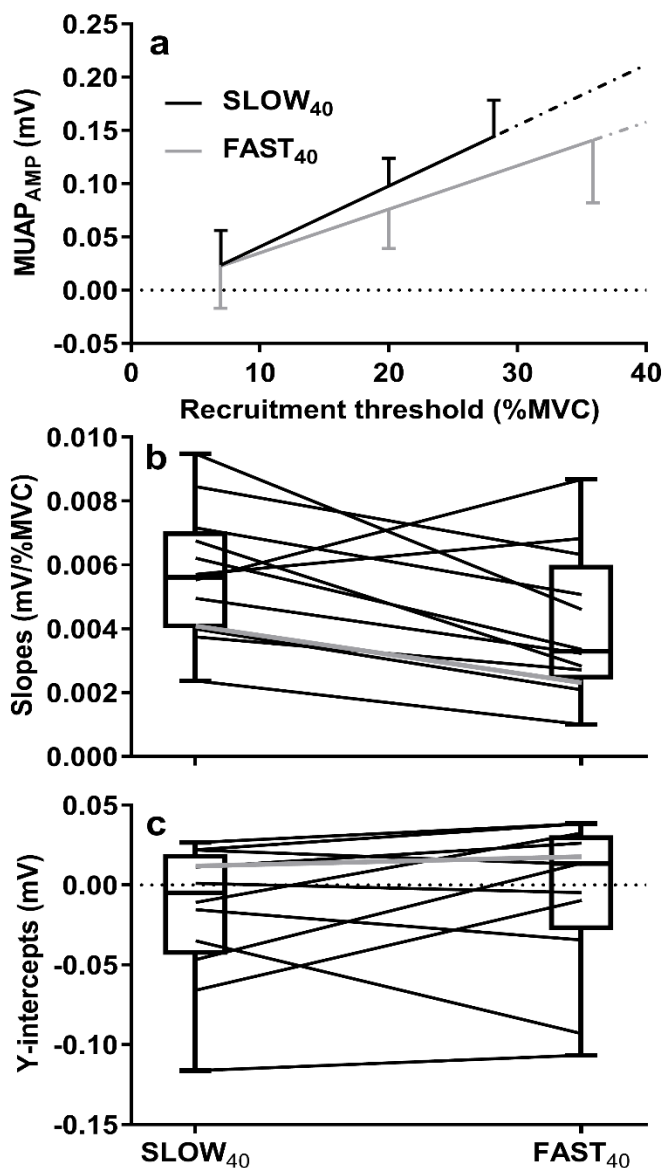 a
0.25
0.20
0.15
0.10
0.05
0.00
-0.05
MUAPAMP (mV)
SLOW40
FAST40
0 10 20 30 40
Recruitment threshold (%MVC)
b
0.010
0.008
0.006
0.004
0.002
0.000
Slopes (mV/%MVC)
c
0.05
0.00
-0.05
-0.10
-0.15
Y-intercepts (mV)
SLOW40 FAST40